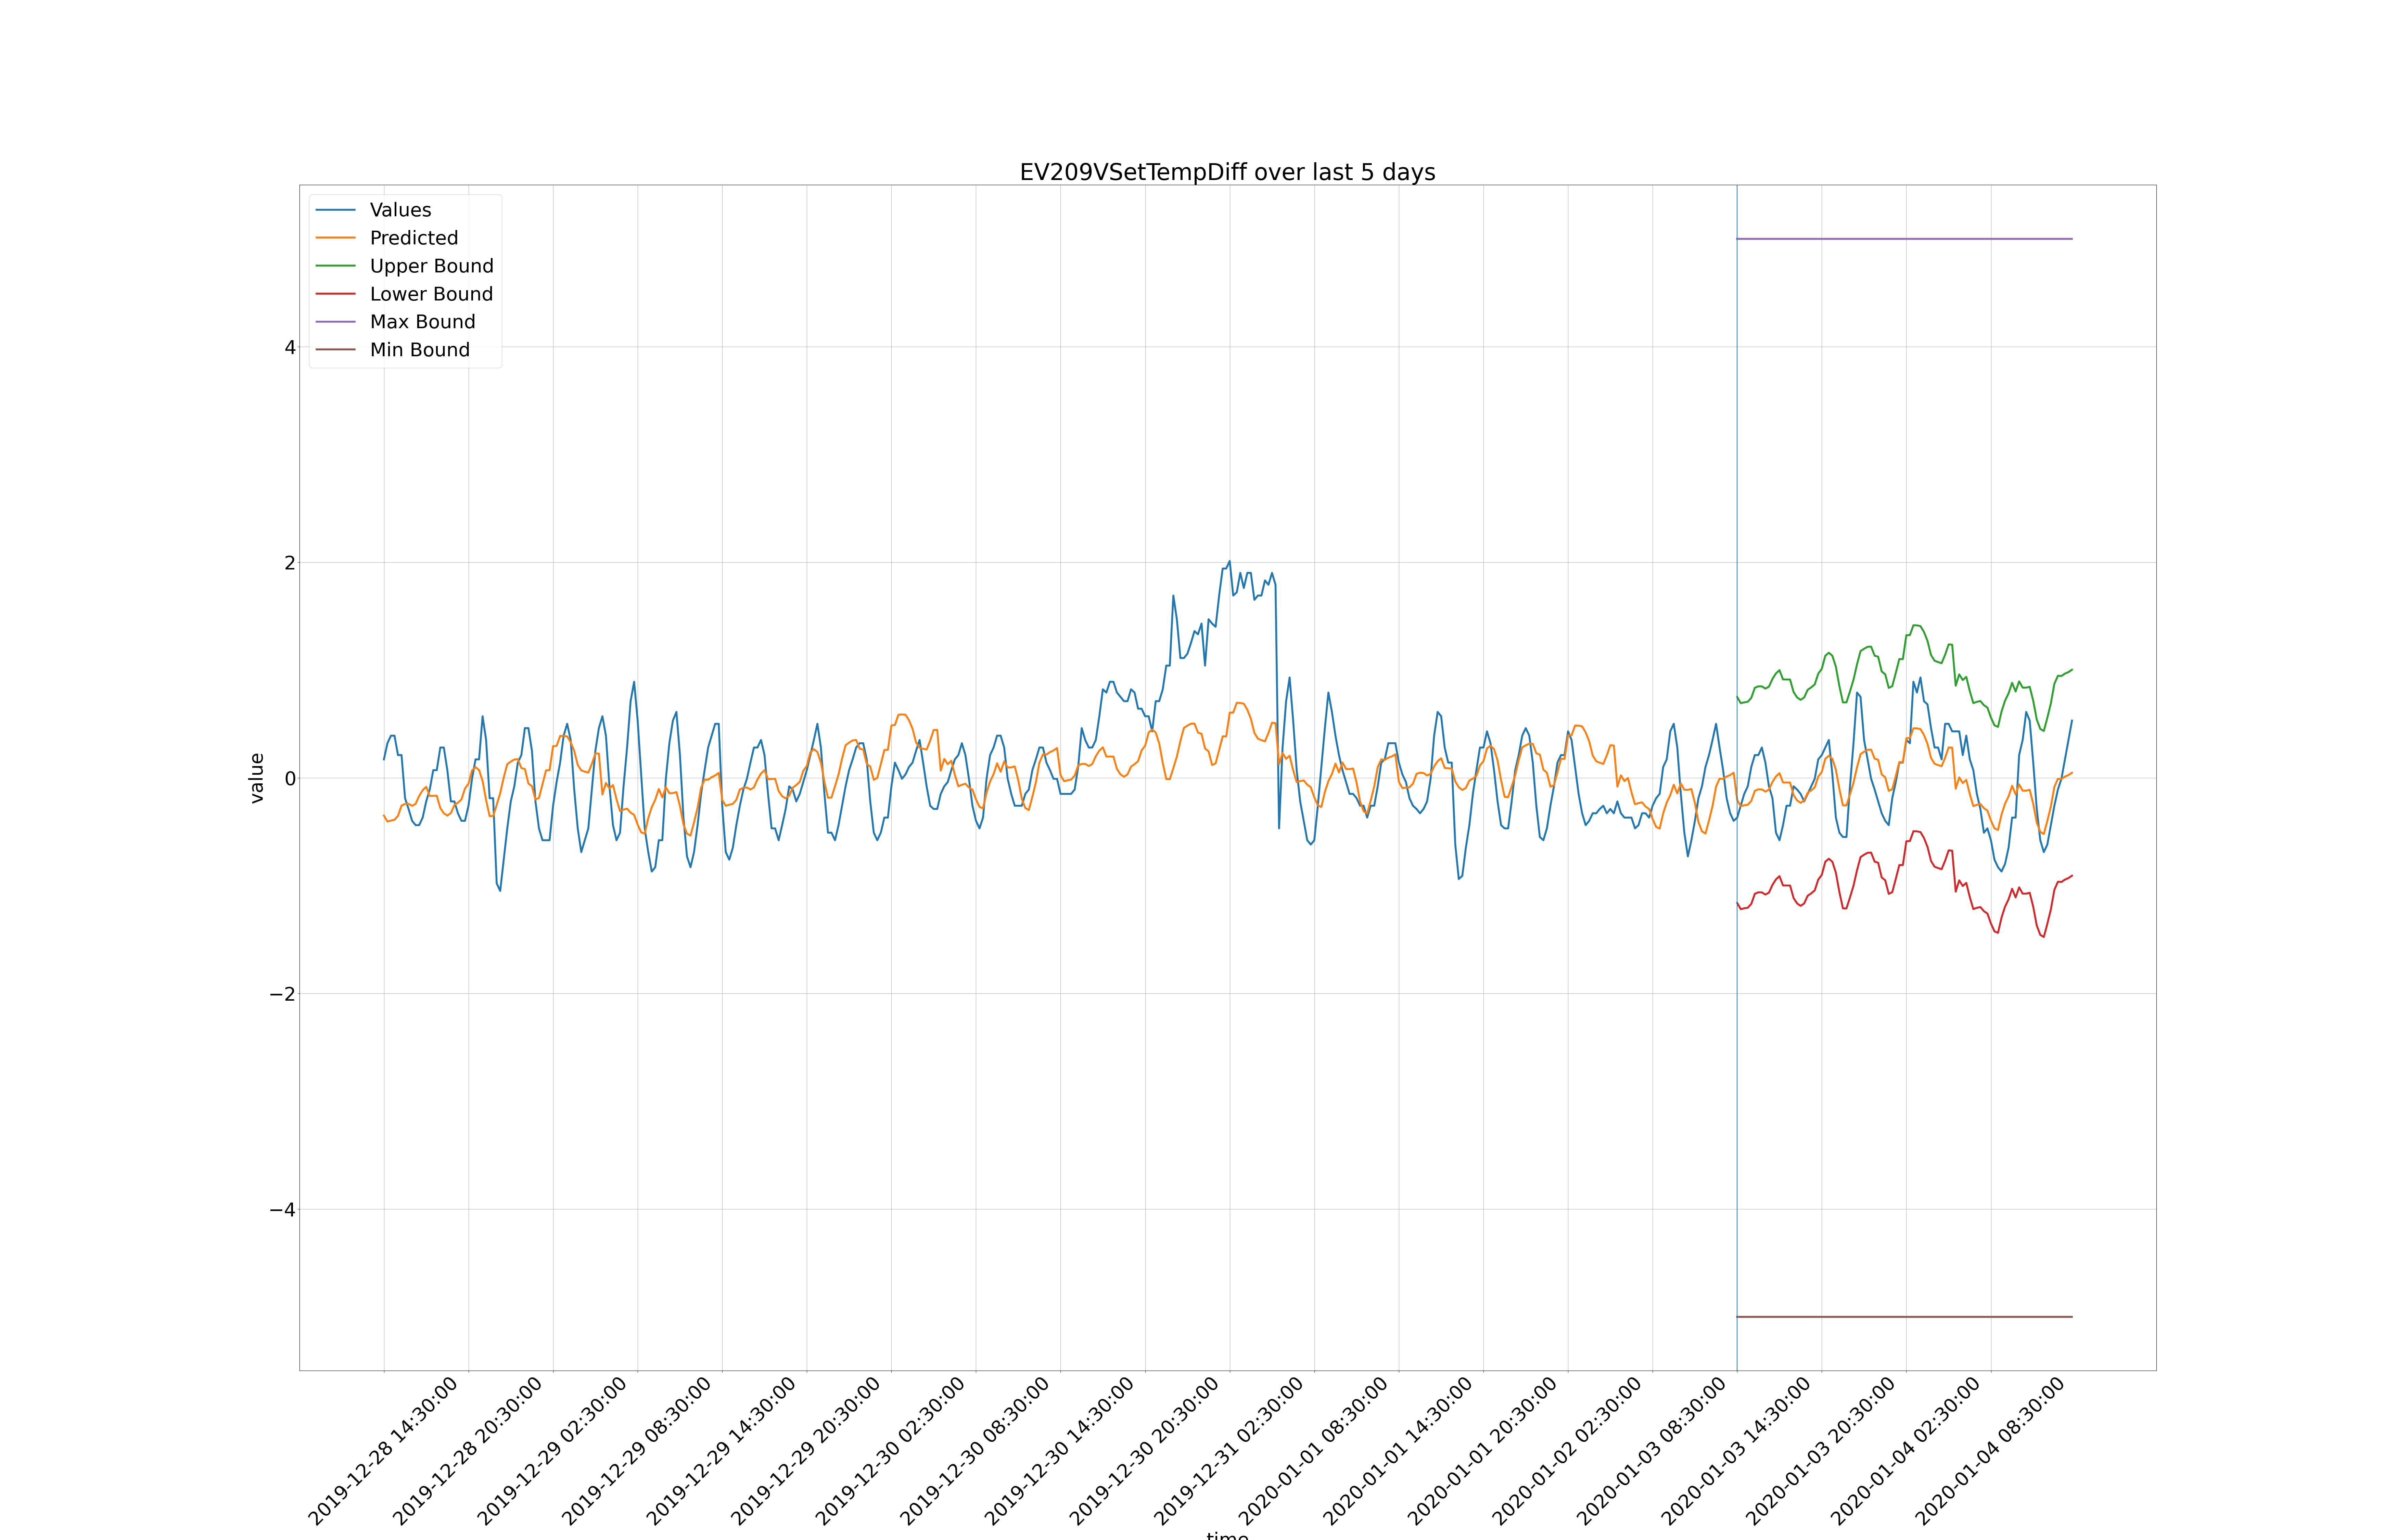 EV209VSetTempDiff over last 5 days
Values
Predicted
Upper Bound
Lower Bound
Max Bound
Min Bound
value
4
2
0
−2
−4
2019-12-28 14:30:00
2019-12-28 20:30:00
2019-12-29 02:30:00
2019-12-29 08:30:00
2019-12-29 14:30:00
2019-12-29 20:30:00
2019-12-30 02:30:00
2019-12-30 08:30:00
2019-12-30 14:30:00
2019-12-30 20:30:00
2019-12-31 02:30:00
2020-01-01 08:30:00
2020-01-01 14:30:00
2020-01-01 20:30:00
2020-01-02 02:30:00
2020-01-03 08:30:00
2020-01-03 14:30:00
2020-01-03 20:30:00
2020-01-04 02:30:00
2020-01-04 08:30:00
time